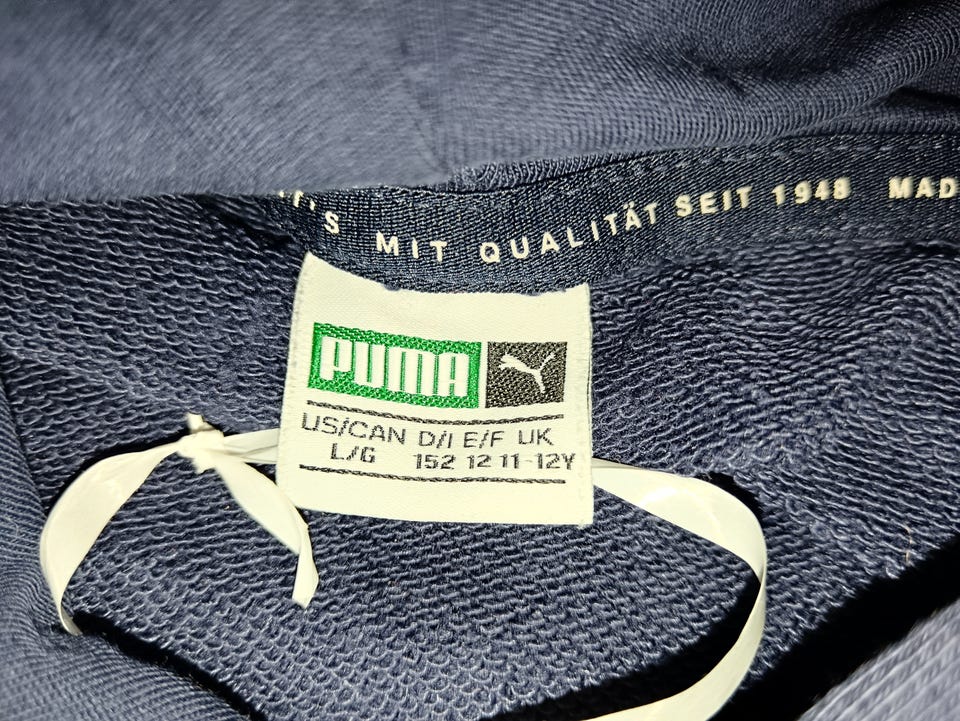 'S MIT QUALITÄT SEIT 1948 MAD
PUMA
US/CAN D/I E/F UK
L/G 152 12 11-12Y